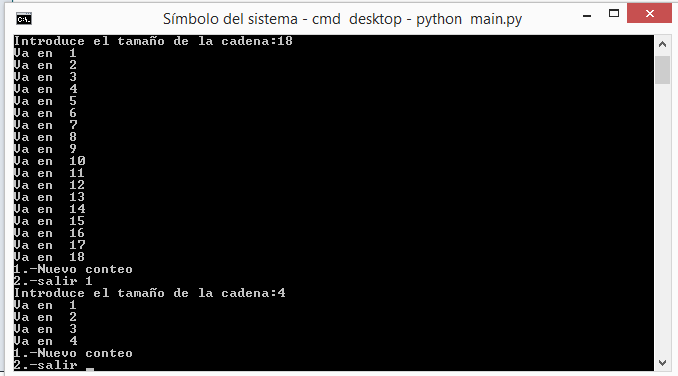 Símbolo del sistema - cmd desktop - python main.py
Introduce el tamaño de la cadena:18
Va en  1
Va en  2
Va en  3
Va en  4
Va en  5
Va en  6
Va en  7
Va en  8
Va en  9
Va en  10
Va en  11
Va en  12
Va en  13
Va en  14
Va en  15
Va en  16
Va en  17
Va en  18
1.-Nuevo conteo
2.-salir 1
Introduce el tamaño de la cadena:4
Va en  1
Va en  2
Va en  3
Va en  4
1.-Nuevo conteo
2.-salir _